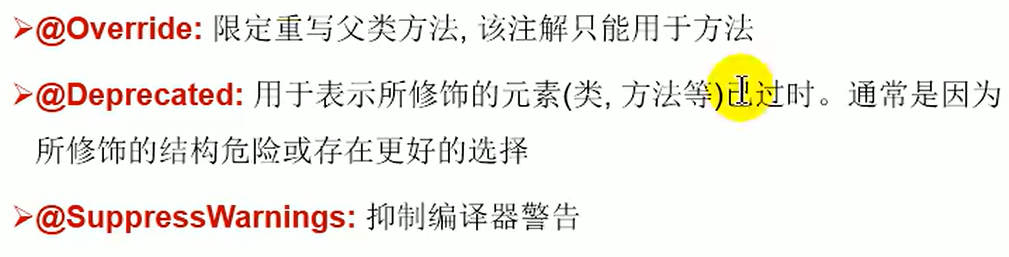 ➢@Override: 限定重写父类方法, 该注解只能用于方法
➢@Deprecated: 用于表示所修饰的元素(类, 方法等)已过时。通常是因为
所修饰的结构危险或存在更好的选择
➢@SuppressWarnings: 抑制编译器警告